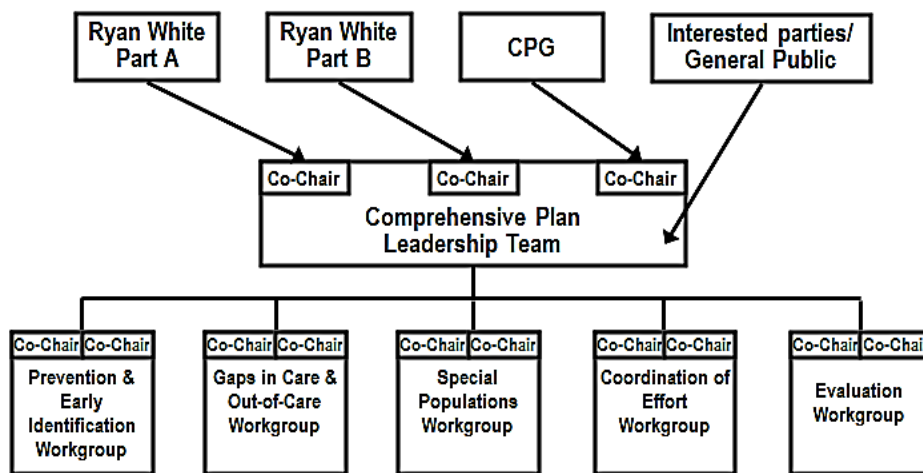 Ryan White
Part A
Ryan White
Part B
CPG
Interested parties/
General Public
Co-Chair
Co-Chair
Co-Chair
Comprehensive Plan
Leadership Team
Co-Chair Co-Chair
Prevention &
Early
Identification
Workgroup
Co-Chair Co-Chair
Gaps in Care &
Out-of-Care
Workgroup
Co-Chair Co-Chair
Special
Populations
Workgroup
Co-Chair Co-Chair
Coordination of
Effort
Workgroup
Co-Chair Co-Chair
Evaluation
Workgroup